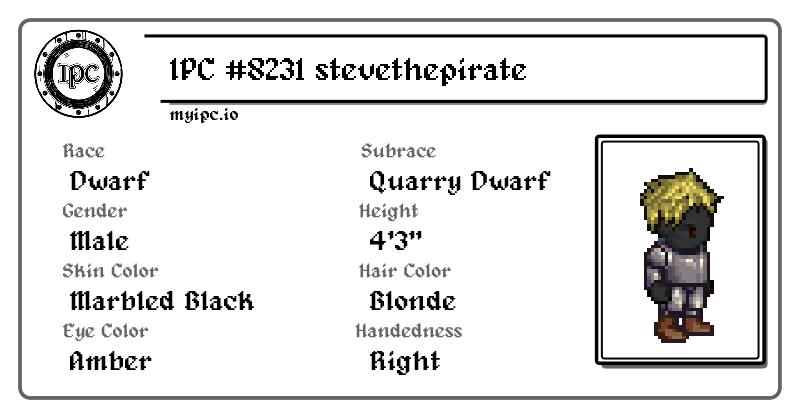 IPC
IPC #8231 stevethepirate
myipc.io
Race
Dwarf
Subrace
Quarry Dwarf
Gender
Male
Height
4'3"
Skin Color
Marbled Black
Hair Color
Blonde
Eye Color
Amber
Handedness
Right